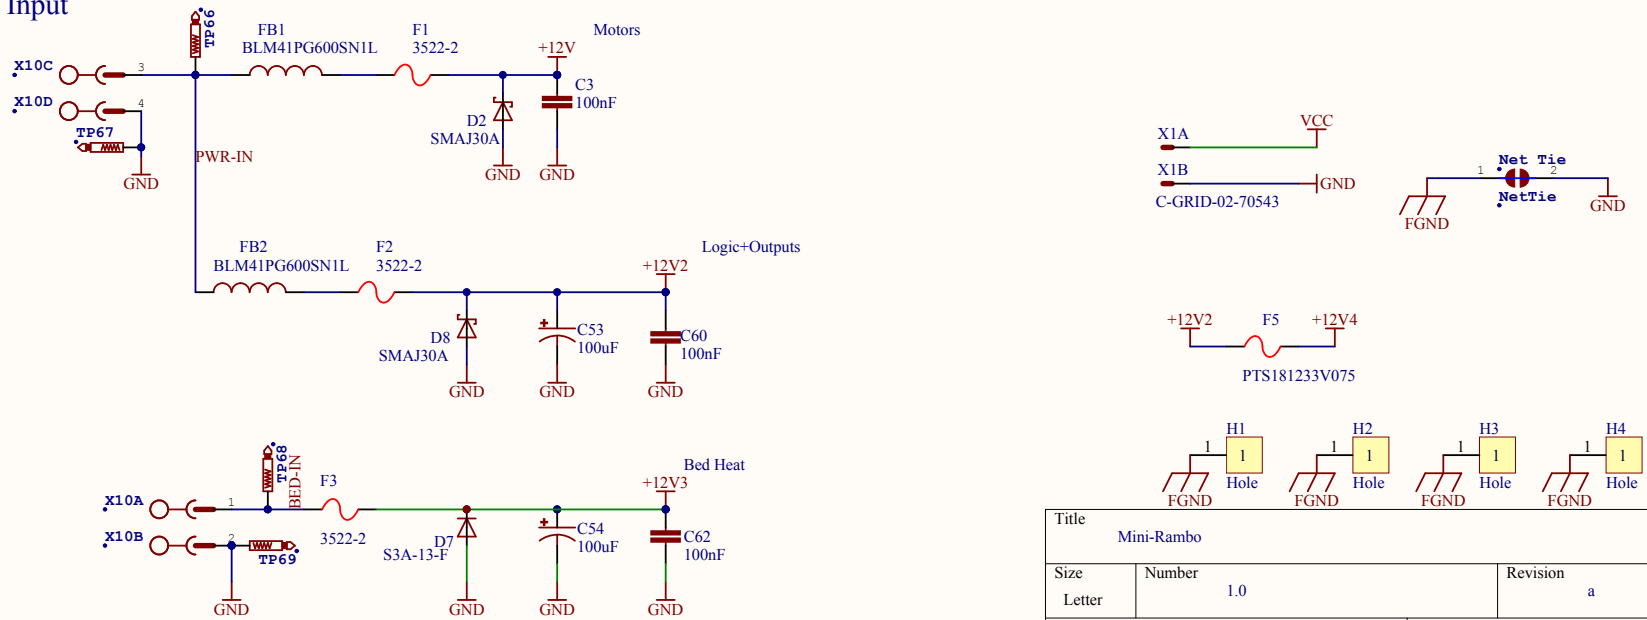 Input
TP66
FB1
BLM41PG600SN1L
F1
3522-2
Motors
+12V
X10C
3
X10D
4
TP67
GND
PWR-IN
D2
SMAJ30A
GND
C3
100nF
GND
FB2
BLM41PG600SN1L
F2
3522-2
Logic+Outputs
+12V2
D8
SMAJ30A
GND
C53
100uF
GND
C60
100nF
GND
TP68
BED-IN
X10A
1
X10B
2
TP69
GND
F3
3522-2
Bed Heat
+12V3
D7
S3A-13-F
GND
C54
100uF
GND
C62
100nF
GND
X1A
VCC
X1B
GND
C-GRID-02-70543
Net Tie
1
2
NetTie
FGND
GND
+12V2
F5
+12V4
PTS181233V075
H1
1
1
Hole
FGND
H2
1
1
Hole
FGND
H3
1
1
Hole
FGND
H4
1
1
Hole
FGND
Title
Mini-Rambo
Size
Letter
Number
1.0
Revision
a